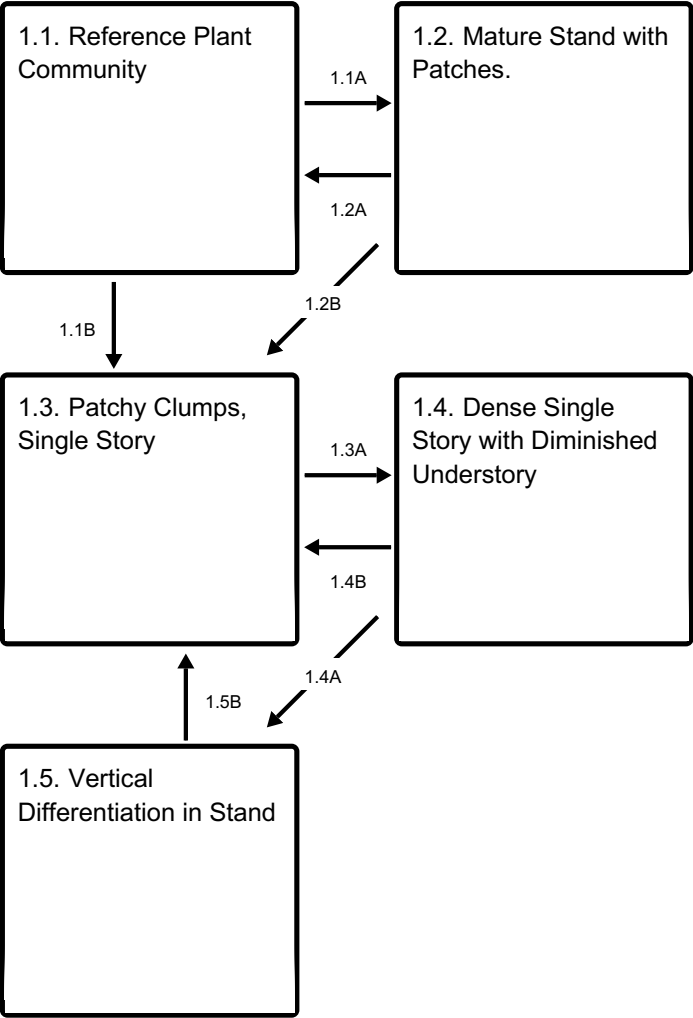 1.1. Reference Plant
Community
1.1A
1.2. Mature Stand with
Patches.
1.2A
1.1B
1.2B
1.3. Patchy Clumps,
Single Story
1.3A
1.4. Dense Single
Story with Diminished
Understory
1.4B
1.5B
1.4A
1.5. Vertical
Differentiation in Stand